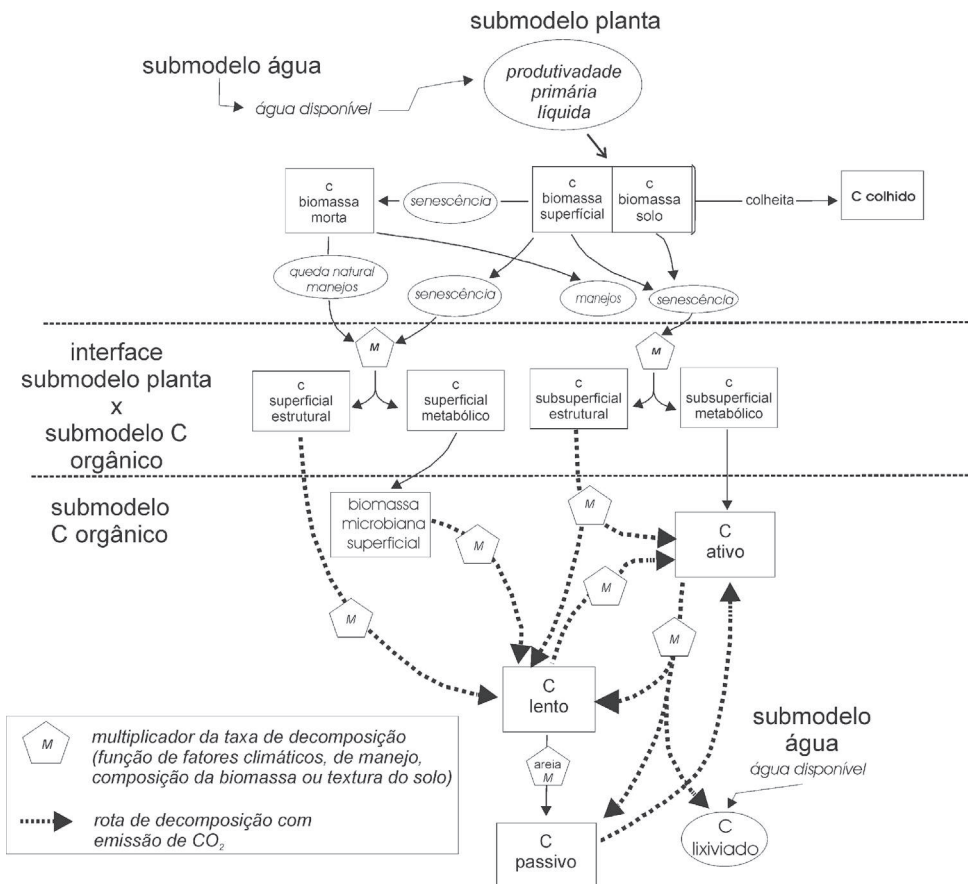 submodelo planta
submodelo água
água disponível
produtivadade
primária
líquida
C
biomassa
morta
senescência
C
biomassa
superficial
C
biomassa
solo
colheita
C colhido
queda natural
manejos
senescência
manejos
senescência
interface
submodelo planta
x
submodelo C
orgânico
M
M
C
superficial
estrutural
C
superficial
metabólico
C
subsuperficial
estrutural
C
subsuperficial
metabólico
submodelo
C orgânico
biomassa
microbiana
superficial
M
M
C
ativo
M
M
M
C
lento
areia
M
C
passivo
submodelo
água
água disponível
C
lixiviado
M
multiplicador da taxa de decomposição
(função de fatores climáticos, de manejo,
composição da biomassa ou textura do solo)
rota de decomposição com
emissão de CO₂